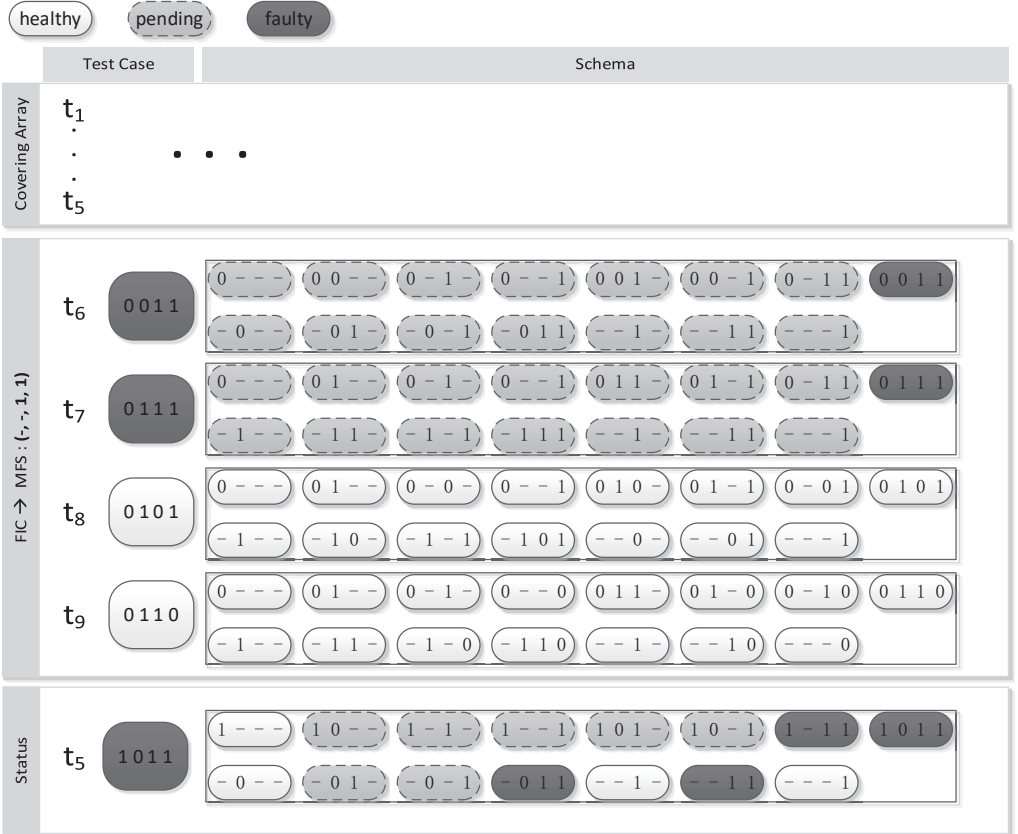 healthy pending faulty
Test Case Schema
Covering Array
t1
. . .
t5
FIC → MFS : (-, -, 1, 1)
t6 0011
0 - - - 0 0 - - 0 - 1 - 0 - - 1 0 0 1 - 0 0 - 1 0 - 1 1 0 0 1 1
- 0 - - - 0 1 - - 0 - 1 - 0 1 1 - - 1 - - - 1 1 - - - 1
t7 0111
0 - - - 0 1 - - 0 - 1 - 0 - - 1 0 1 1 - 0 1 - 1 0 - 1 1 0 1 1 1
- 1 - - - 1 1 - - 1 - 1 - 1 1 1 - - 1 - - - 1 1 - - - 1
t8 0101
0 - - - 0 1 - - 0 - 0 - 0 - - 1 0 1 0 - 0 1 - 1 0 - 0 1 0 1 0 1
- 1 - - - 1 0 - - 1 - 1 - 1 0 1 - - 0 - - - 0 1 - - - 1
t9 0110
0 - - - 0 1 - - 0 - 1 - 0 - - 0 0 1 1 - 0 1 - 0 0 - 1 0 0 1 1 0
- 1 - - - 1 1 - - 1 - 0 - 1 1 0 - - 1 - - - 1 0 - - - 0
Status
t5 1011
1 - - - 1 0 - - 1 - 1 - 1 - - 1 1 0 1 - 1 0 - 1 1 - 1 1 1 0 1 1
- 0 - - - 0 1 - - 0 - 1 - 0 1 1 - - 1 - - - 1 1 - - - 1